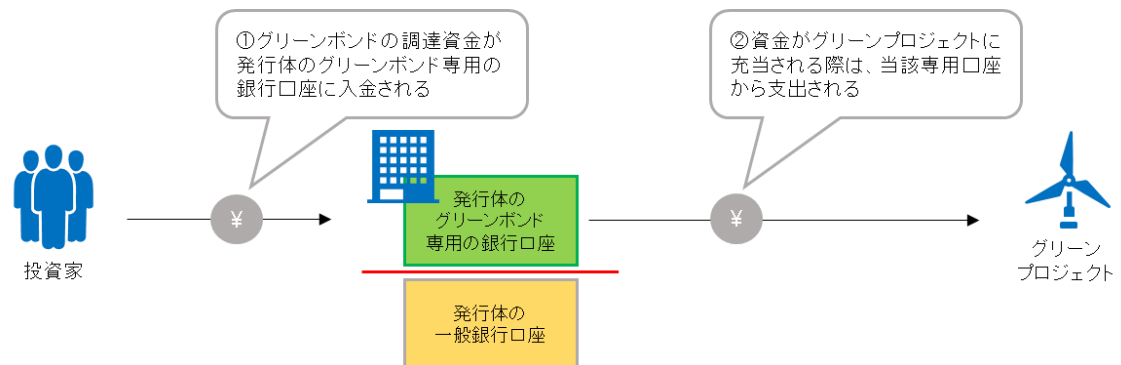 ①グリーンボンドの調達資金が
発行体のグリーンボンド専用の
銀行口座に入金される
②資金がグリーンプロジェクトに
充当される際は、当該専用口座
から支出される
¥
¥
投資家
発行体の
グリーンボンド
専用の銀行口座
発行体の
一般銀行口座
グリーン
プロジェクト